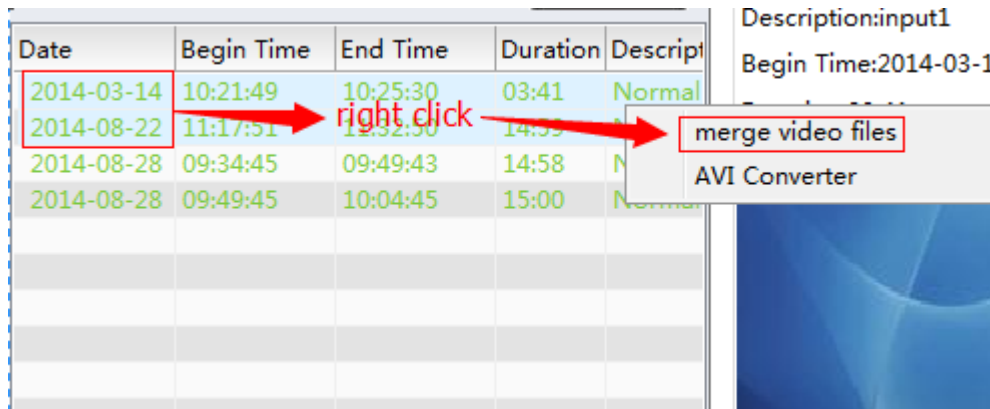 Description:input1
Date Begin Time End Time Duration Descript
Begin Time:2014-03-1
2014-03-14 10:21:49 10:25:30 03:41 Normal
right click
2014-08-22 11:17:51
merge video files
2014-08-28 09:34:45 09:49:43 14:58
AVI Converter
2014-08-28 09:49:45 10:04:45 15:00 Normal